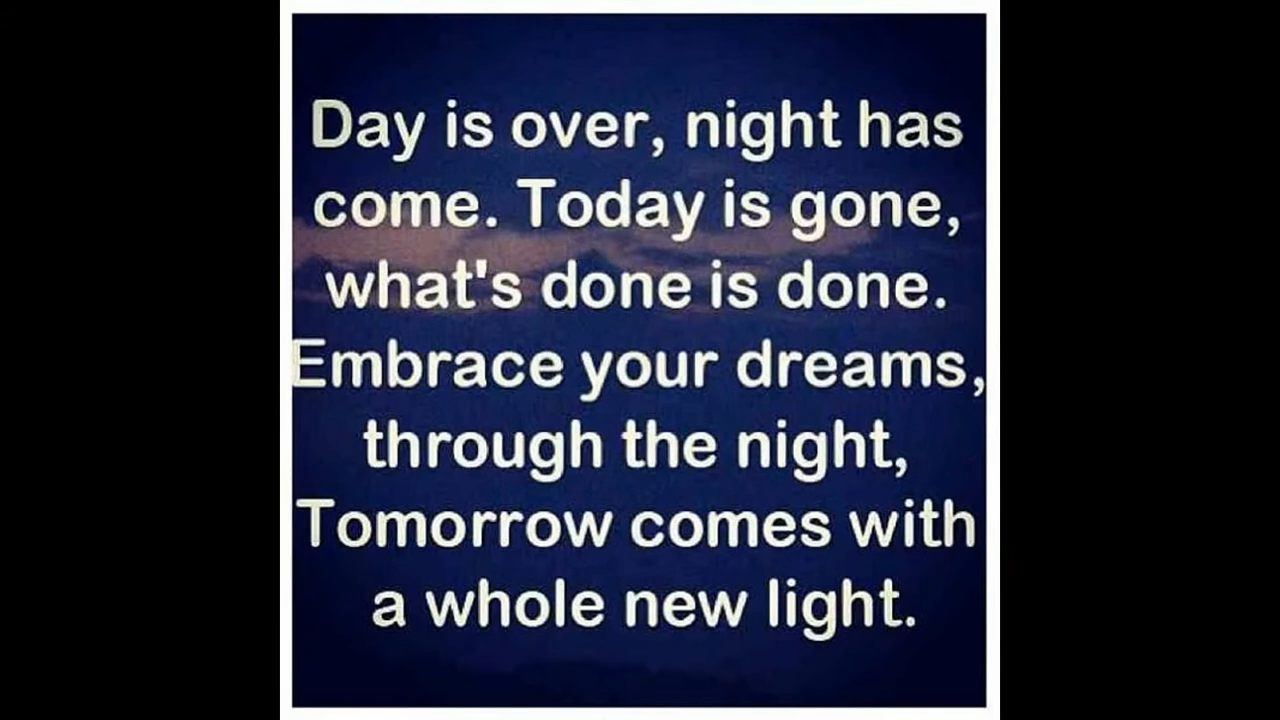 Day is over, night has
come. Today is gone,
what's done is done.
Embrace your dreams,
through the night,
Tomorrow comes with
a whole new light.